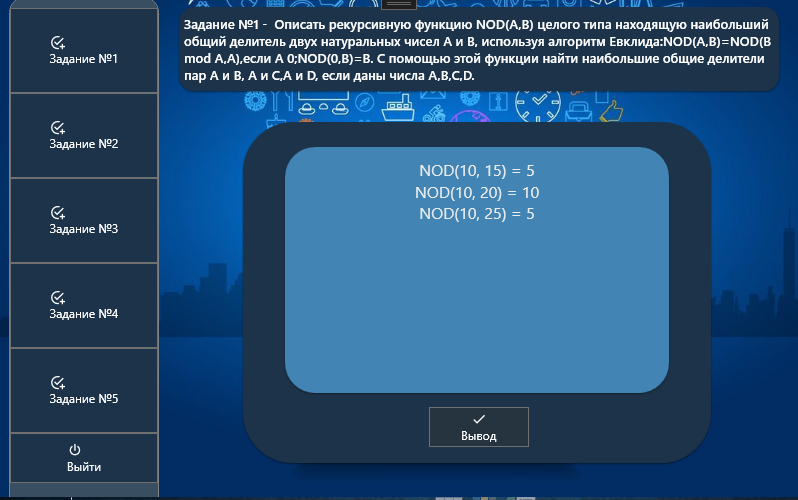 Задание №1 - Описать рекурсивную функцию NOD(A,B) целого типа находящую наибольший
общий делитель двух натуральных чисел A и B, используя алгоритм Евклида:NOD(A,B)=NOD(B
mod A,A),если A 0;NOD(0,B)=B. С помощью этой функции найти наибольшие общие делители
пар A и B, A и C,A и D, если даны числа A,B,C,D.
Задание №1
Задание №2
Задание №3
Задание №4
Задание №5
Выйти
NOD(10, 15) = 5
NOD(10, 20) = 10
NOD(10, 25) = 5
Вывод